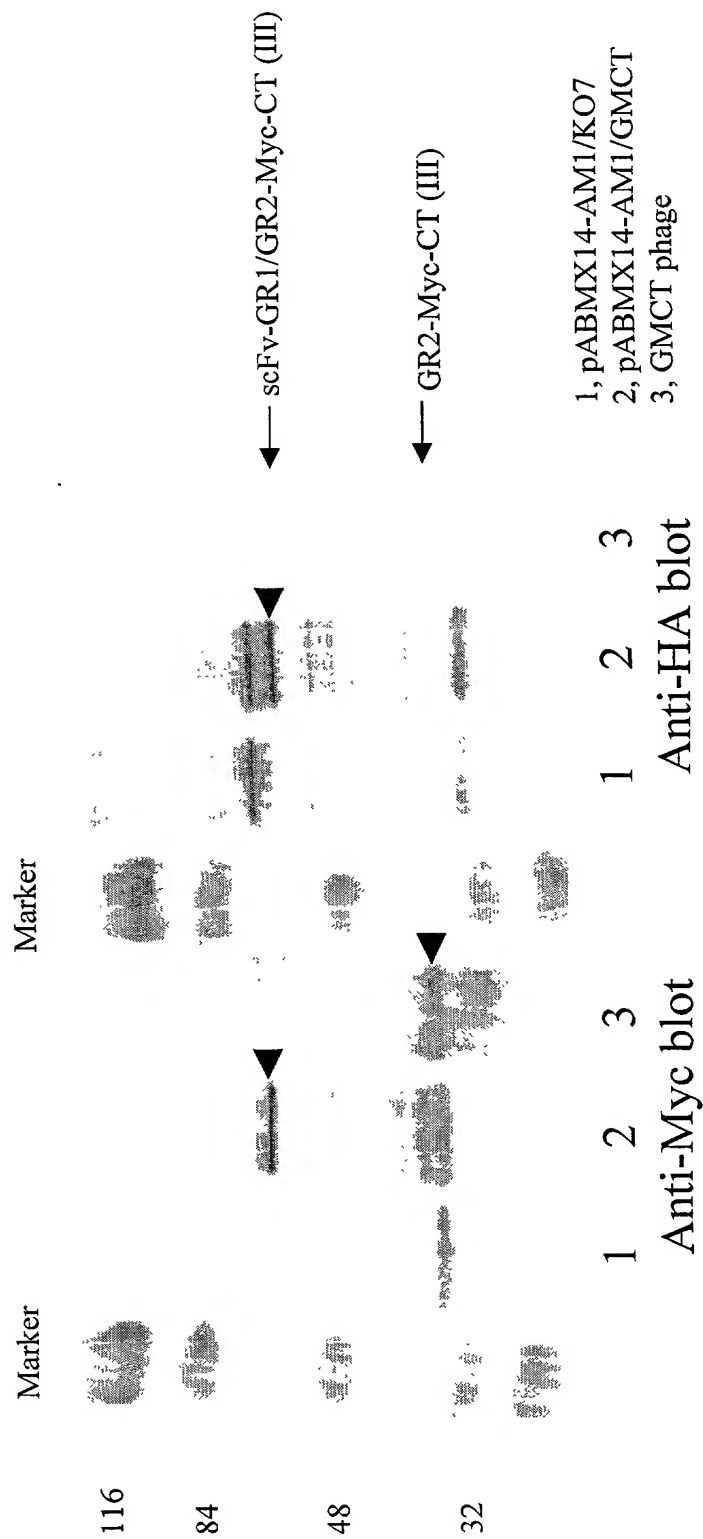 Marker
Marker
116
84
48
32
scFv-GR1/GR2-Myc-CT (III)
GR2-Myc-CT (III)
1 2 3
Anti-Myc blot
1 2 3
Anti-HA blot
1, pABMX14-AM1/KO7
2, pABMX14-AM1/GMCT
3, GMCT phage